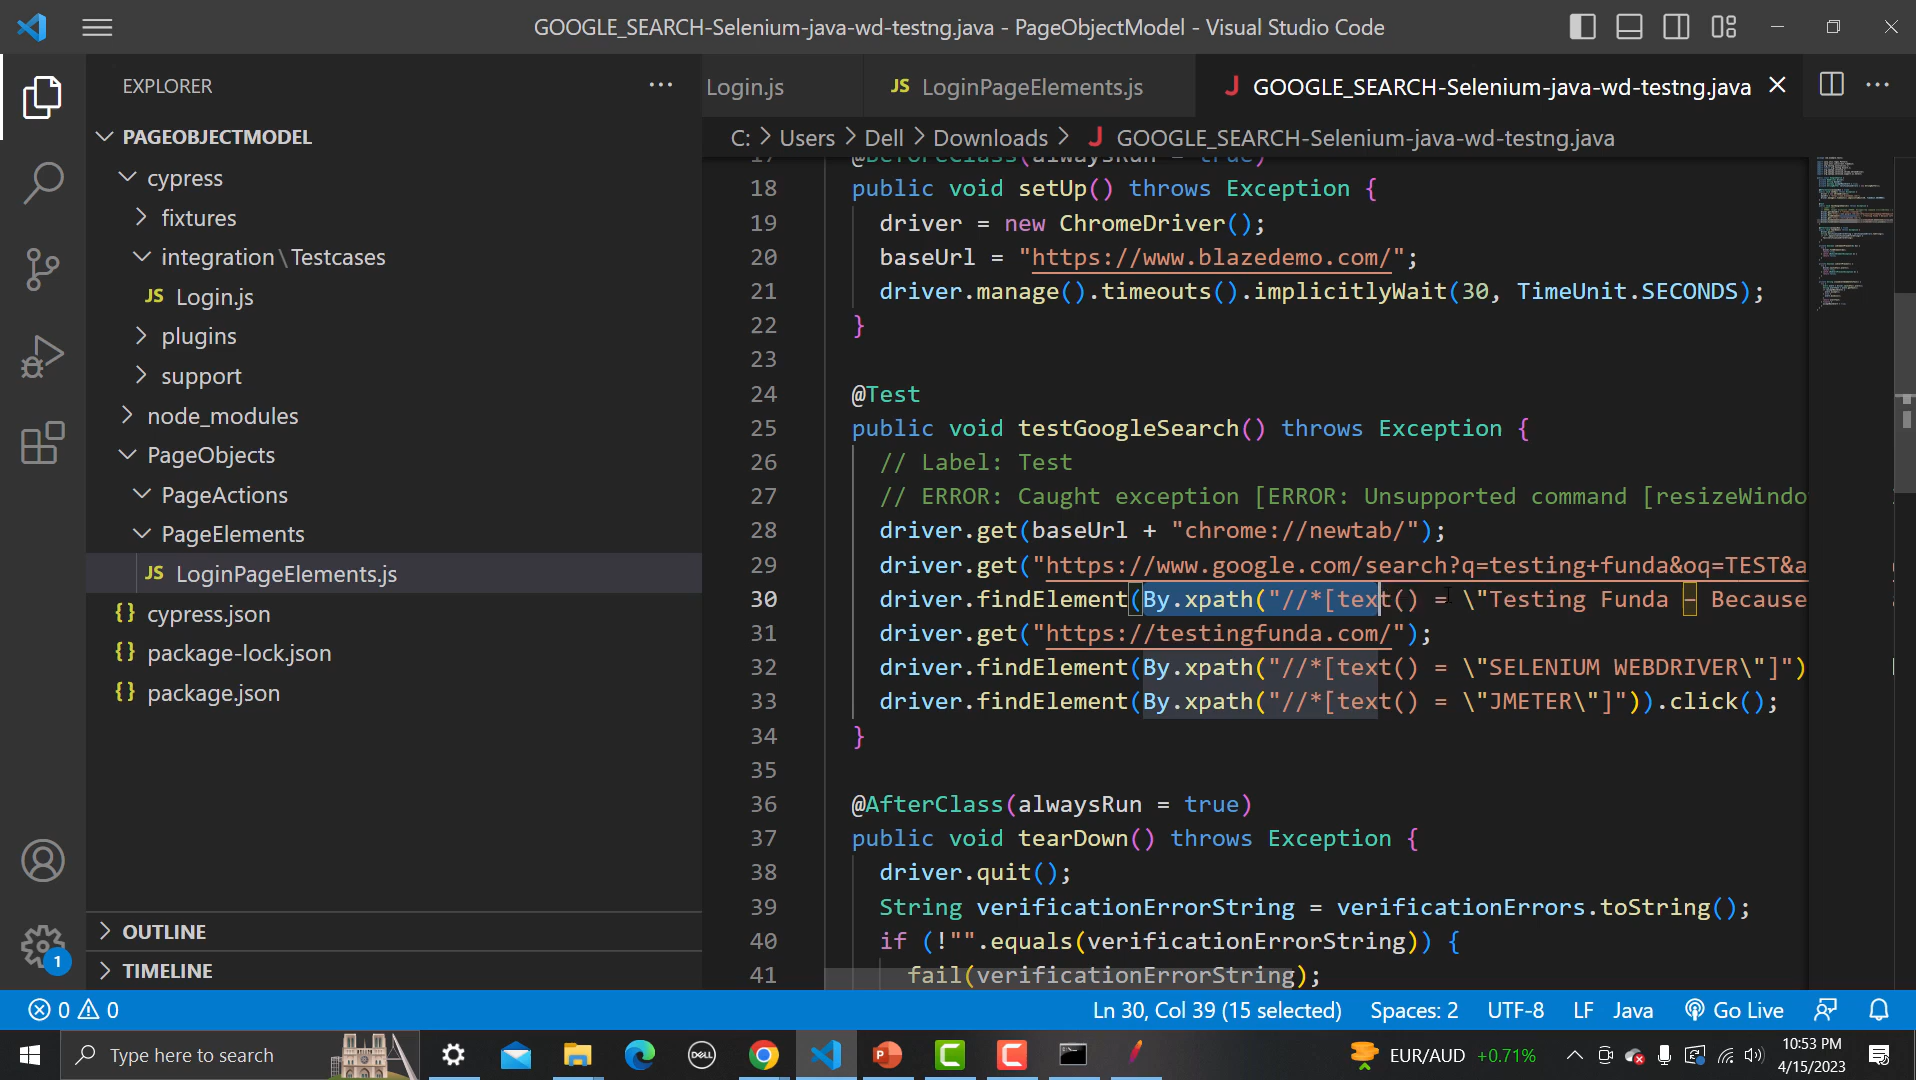 GOOGLE_SEARCH-Selenium-java-wd-testng.java - PageObjectModel - Visual Studio Code
EXPLORER
Login.js
JS LoginPageElements.js
J GOOGLE_SEARCH-Selenium-java-wd-testng.java
C: > Users > Dell > Downloads > J GOOGLE_SEARCH-Selenium-java-wd-testng.java
PAGEOBJECTMODEL
cypress
fixtures
integration\Testcases
JS Login.js
plugins
support
node_modules
PageObjects
PageActions
PageElements
JS LoginPageElements.js
{} cypress.json
{} package-lock.json
{} package.json
OUTLINE
TIMELINE
17 @BeforeClass(alwaysRun = true)
18 public void setUp() throws Exception {
19 driver = new ChromeDriver();
20 baseUrl = "https://www.blazedemo.com/";
21 driver.manage().timeouts().implicitlyWait(30, TimeUnit.SECONDS);
22 }
23
24 @Test
25 public void testGoogleSearch() throws Exception {
26 // Label: Test
27 // ERROR: Caught exception [ERROR: Unsupported command [resizeWindo
28 driver.get(baseUrl + "chrome://newtab/");
29 driver.get("https://www.google.com/search?q=testing+funda&oq=TEST&a
30 driver.findElement(By.xpath("//*[text() = \"Testing Funda – Because
31 driver.get("https://testingfunda.com/");
32 driver.findElement(By.xpath("//*[text() = \"SELENIUM WEBDRIVER\"]")
33 driver.findElement(By.xpath("//*[text() = \"JMETER\"]")).click();
34 }
35
36 @AfterClass(alwaysRun = true)
37 public void tearDown() throws Exception {
38 driver.quit();
39 String verificationErrorString = verificationErrors.toString();
40 if (!"".equals(verificationErrorString)) {
41 fail(verificationErrorString);
1
0 0
Ln 30, Col 39 (15 selected)
Spaces: 2
UTF-8
LF
Java
Go Live
Type here to search
DELL
EUR/AUD +0.71%
10:53 PM
4/15/2023